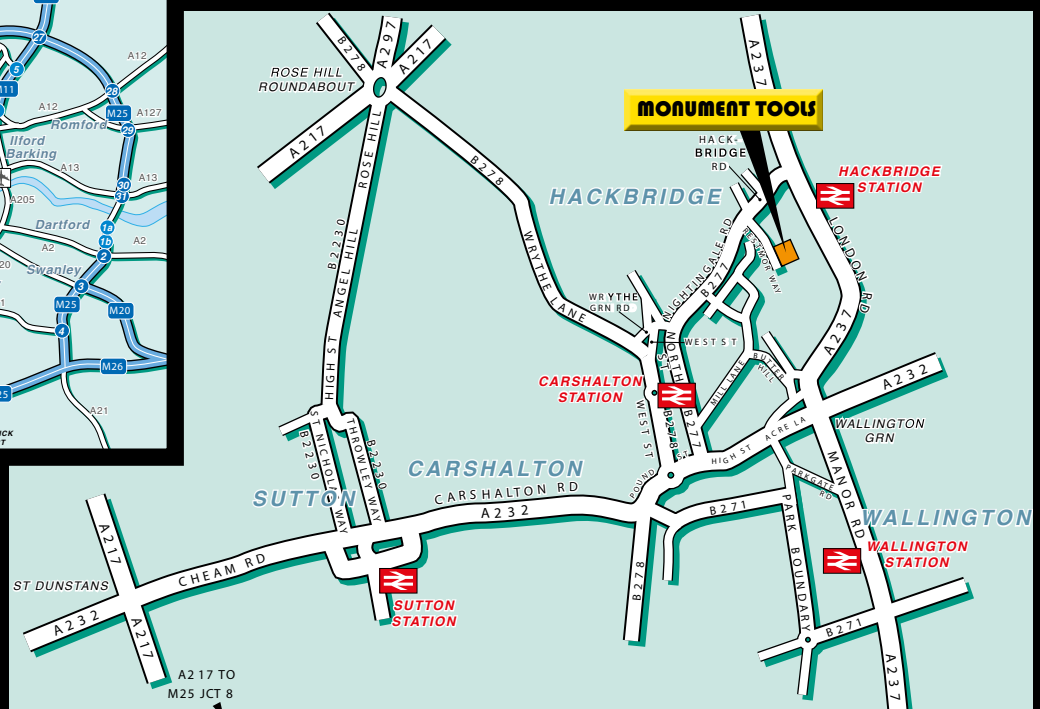 27
5
M11
A12
28
M25
A12
A127
Romford
29
Ilford
Barking
A13
A13
30
31
A205
Dartford
1a
1b
A2
A2
2
Swanley
3
M25
M20
4
M26
A21
B278
A297
A217
ROSE HILL
ROUNDABOUT
A217
ROSE HILL
B278
A237
MONUMENT TOOLS
HACK-
BRIDGE
RD
HACKBRIDGE
STATION
HACKBRIDGE
B2230
ANGEL HILL
WRYTHE LANE
NIGHTINGALE RD
B277
LONDON RD
A237
WRYTHE
GRN RD
WEST ST
HIGH ST
NORTH
ST
CARSHALTON
STATION
MILL LANE
BUTTER
HILL
A232
WEST ST
B278
B277
ST NICHOLAS WAY
B2230
THROWLEY WAY
B2230
WALLINGTON
GRN
HIGH ST
ACRE LA
POUND
ST
CARSHALTON
SUTTON
CARSHALTON RD
A232
PARKGATE
RD
MANOR RD
B271
WALLINGTON
PARK BOUNDARY
WALLINGTON
STATION
A217
CHEAM RD
ST DUNSTANS
B278
SUTTON
STATION
A232
A217
B271
A237
A217 TO
M25 JCT 8